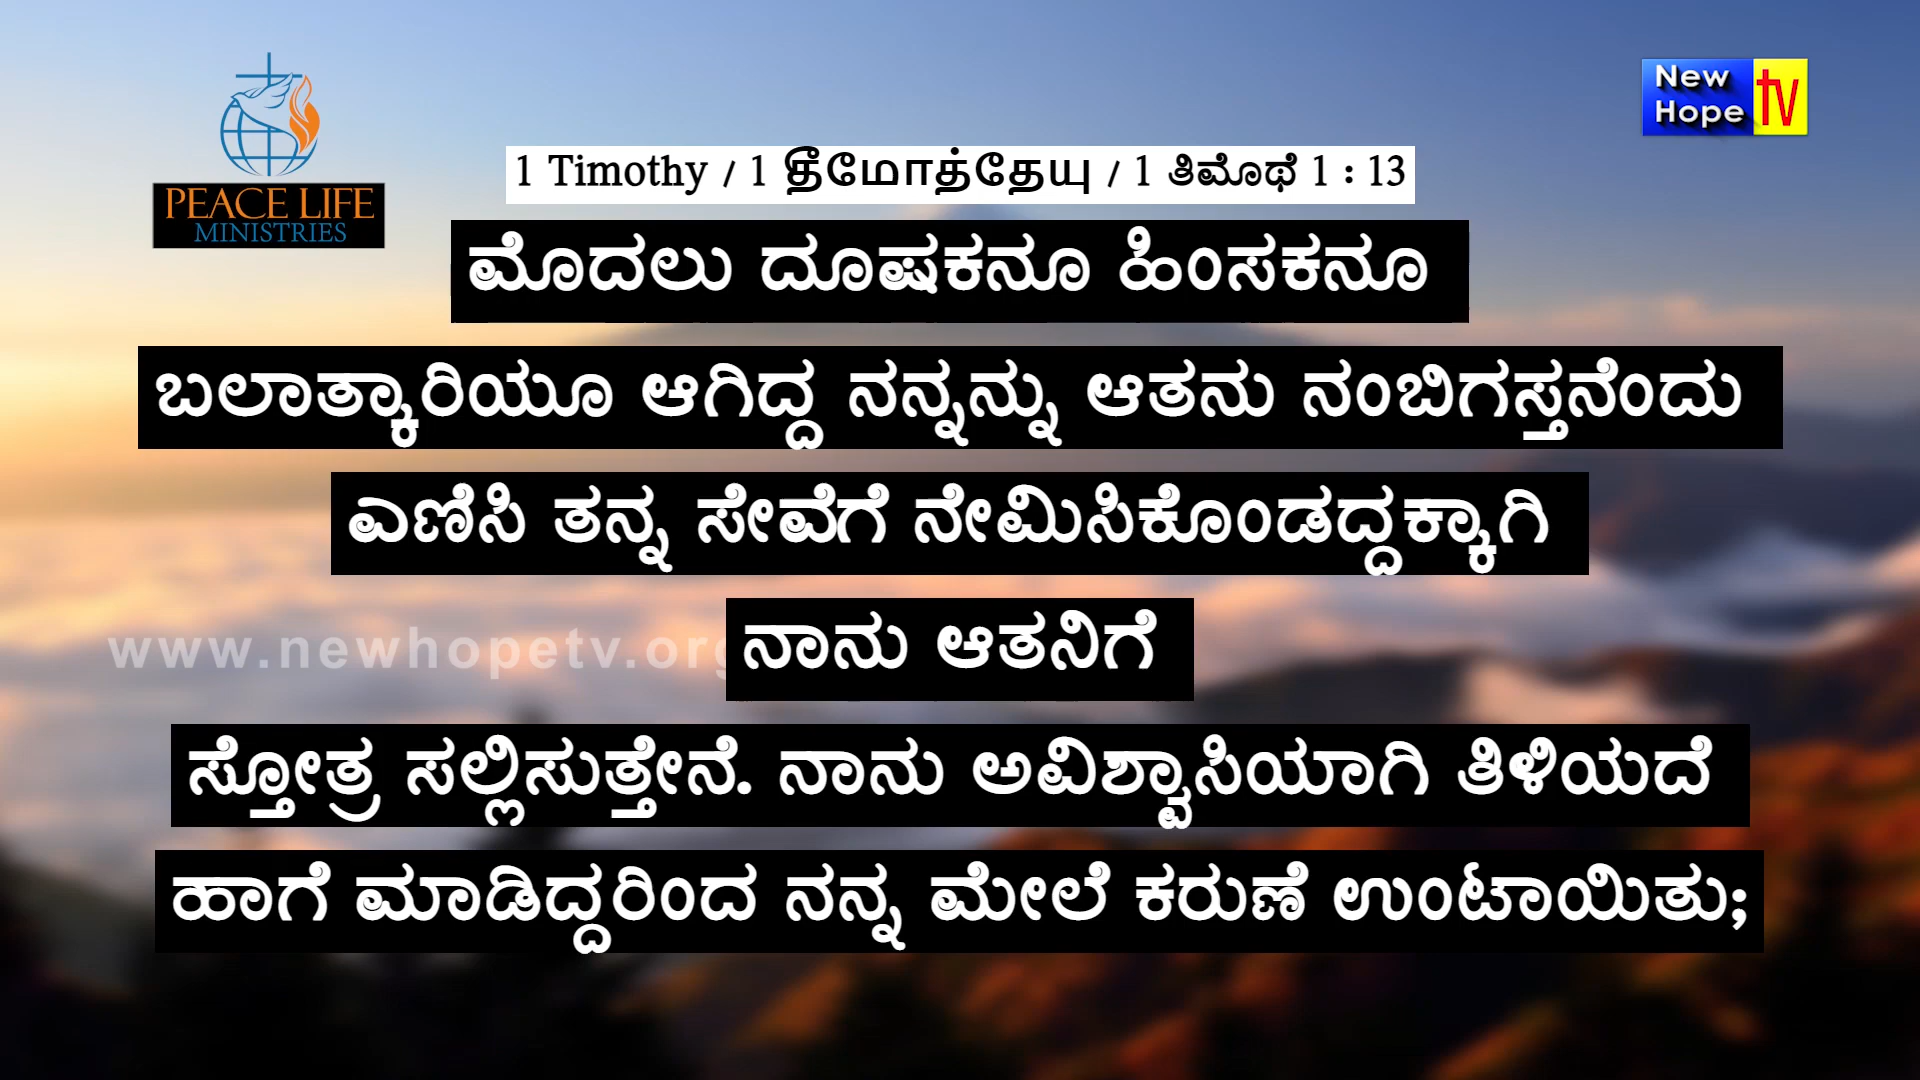 PEACE LIFE
MINISTRIES
New
Hope
tv
1 Timothy / 1 தீமோத்தேயு / 1 ತಿಮೊಥೆ 1 : 13
ಮೊದಲು ದೂಷಕನೂ ಹಿಂಸಕನೂ
ಬಲಾತ್ಕಾರಿಯೂ ಆಗಿದ್ದ ನನ್ನನ್ನು ಆತನು ನಂಬಿಗಸ್ತನೆಂದು
ಎಣಿಸಿ ತನ್ನ ಸೇವೆಗೆ ನೇಮಿಸಿಕೊಂಡದ್ದಕ್ಕಾಗಿ
www.newhopetv.org
ನಾನು ಆತನಿಗೆ
ಸ್ತೋತ್ರ ಸಲ್ಲಿಸುತ್ತೇನೆ. ನಾನು ಅವಿಶ್ವಾಸಿಯಾಗಿ ತಿಳಿಯದೆ
ಹಾಗೆ ಮಾಡಿದ್ದರಿಂದ ನನ್ನ ಮೇಲೆ ಕರುಣೆ ಉಂಟಾಯಿತು;